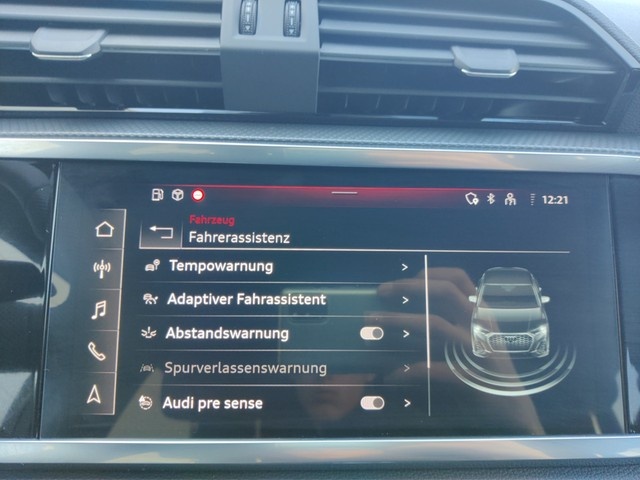 12:21
Fahrzeug
Fahrerassistenz
Tempowarnung
Adaptiver Fahrassistent
Abstandswarnung
Spurverlassenswarnung
Audi pre sense